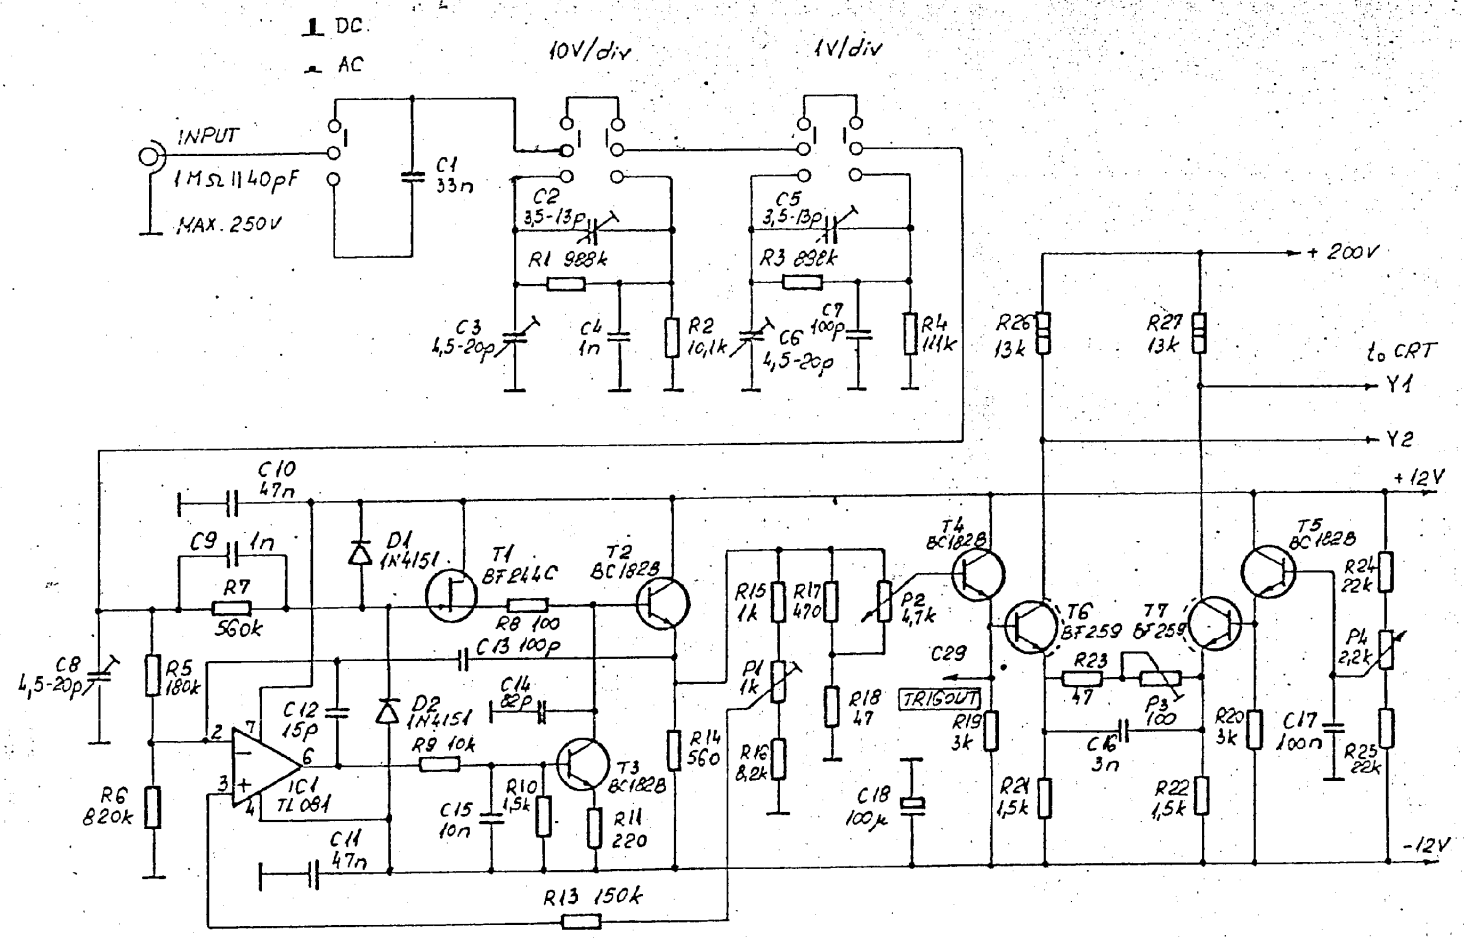 DC.
AC
10V/div
1V/div
INPUT
1MΩ II 40pF
MAX. 250V
C1
33n
C2
3,5-13p
R1 988k
C3
4,5-20p
C4
1n
R2
10,1k
C5
3,5-13p
R3 898k
C6
4,5-20p
C7
100p
R4
111k
+ 200V
R26
13k
R27
13k
to CRT
Y1
Y2
+12V
C10
47n
C9 1n
R7
560k
D1
1N4151
T1
BF244C
R8 100
T2
BC182B
C13 100p
C8
4,5-20p
R5
180k
C12
15p
D2
1N4151
C14
82p
R9 10k
2
7
6
3
4
IC1
TL081
R6
820k
C15
10n
R10
1,5k
T3
BC182B
R11
220
R14
560
C11
47n
R13 150k
R15
1k
R17
470
P2
4,7k
P1
1k
R18
47
R16
8,2k
T4
BC182B
C29
TRIGOUT
R19
3k
C18
100µ
T6
BF259
T7
BF259
R23
47
P3
100
C16
3n
R21
1,5k
R22
1,5k
R20
3k
T5
BC182B
R24
22k
P4
2,2k
C17
100n
R25
22k
-12V